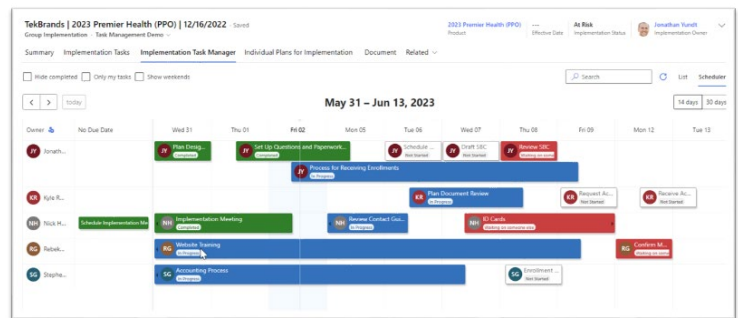 TekBrands | 2023 Premier Health (PPO) | 12/16/2022 - Saved
Group Implementation · Task Management Demo
2023 Premier Health (PPO)
Product
---
Effective Date
At Risk
Implementation Status
Jonathan Yundt
Implementation Owner
Summary Implementation Tasks Implementation Task Manager Individual Plans for Implementation Document Related
Hide completed Only my tasks Show weekends
Search
List Scheduler
today
May 31 – Jun 13, 2023
14 days 30 days
Owner No Due Date Wed 31 Thu 01 Fri 02 Mon 05 Tue 06 Wed 07 Thu 08 Fri 09 Mon 12 Tue 13
JY Jonath...
JY Plan Desig...
Completed
JY Set Up Questions and Paperwork...
Completed
JY Schedule ...
Not Started
JY Draft SBC
Not Started
JY Review SBC
Waiting on someo
JY Process for Receiving Enrollments
In Progress
KR Kyle R...
KR Plan Document Review
In Progress
KR Request Ac...
Not Started
KR Receive Ac...
Not Started
NH Nick H...
Schedule Implementation Me
NH Implementation Meeting
Completed
NH Review Contact Gui...
In Progress
NH ID Cards
Waiting on someone else
RG Rebek...
RG Website Training
In Progress
RG Confirm M...
Waiting on some
SG Stepha...
SG Accounting Process
In Progress
SG Enrollment ...
Not Started